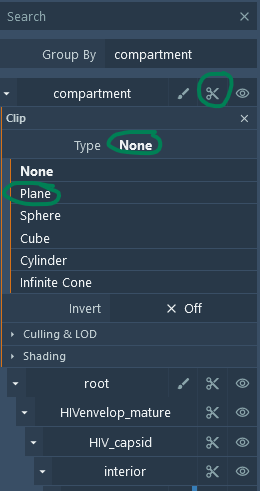 Search
Group By compartment
compartment
Clip
Type None
None
Plane
Sphere
Cube
Cylinder
Infinite Cone
Invert Off
Culling & LOD
Shading
root
HIVenvelop_mature
HIV_capsid
interior